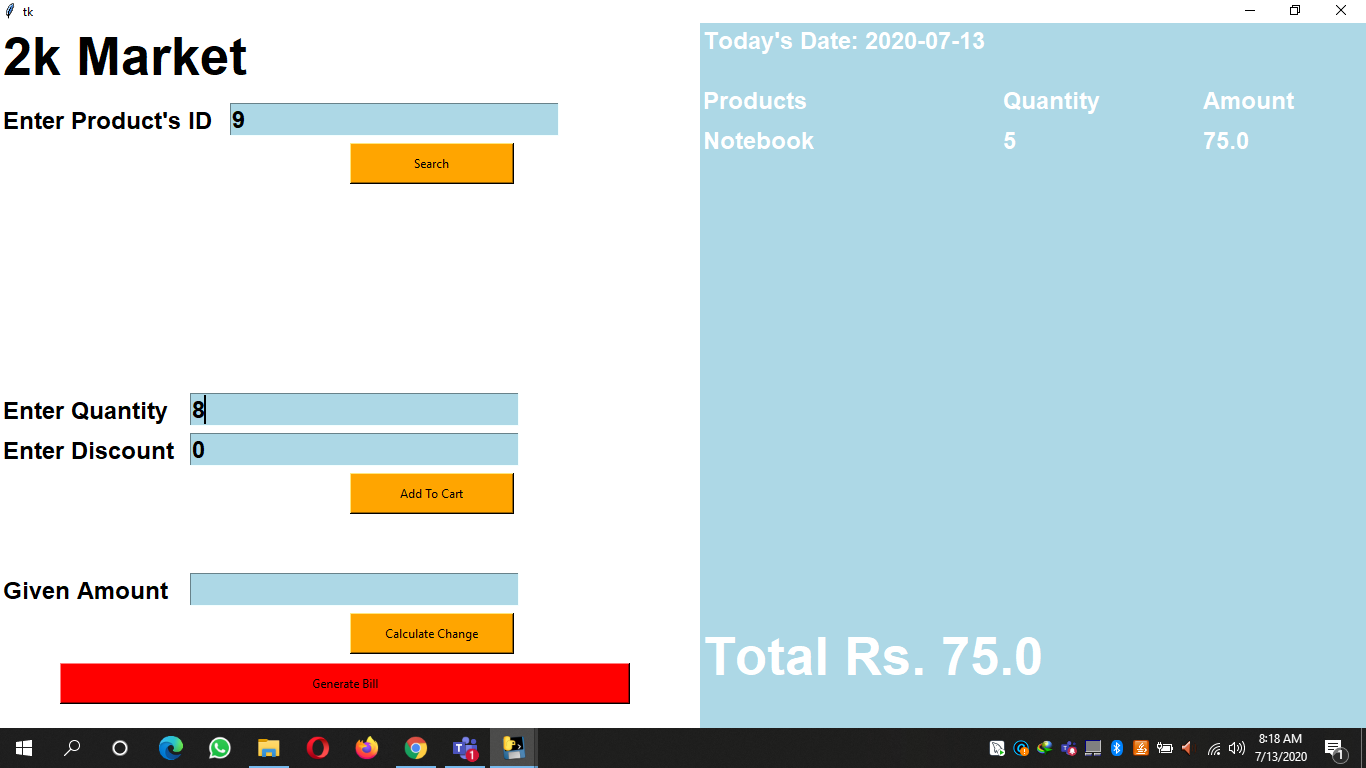 tk
2k Market
Enter Product's ID 9
Search
Enter Quantity 8
Enter Discount 0
Add To Cart
Given Amount
Calculate Change
Generate Bill
Today's Date: 2020-07-13
Products Quantity Amount
Notebook 5 75.0
Total Rs. 75.0
1
8:18 AM
7/13/2020
1